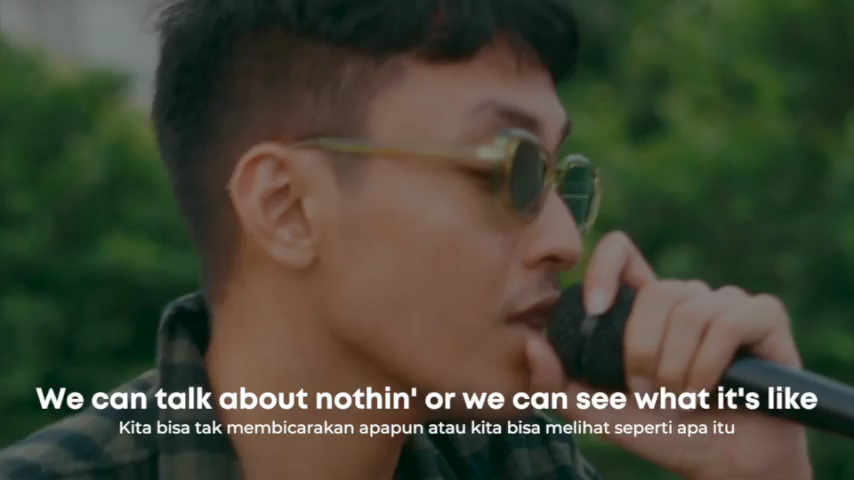 We can talk about nothin' or we can see what it's like
Kita bisa tak membicarakan apapun atau kita bisa melihat seperti apa itu